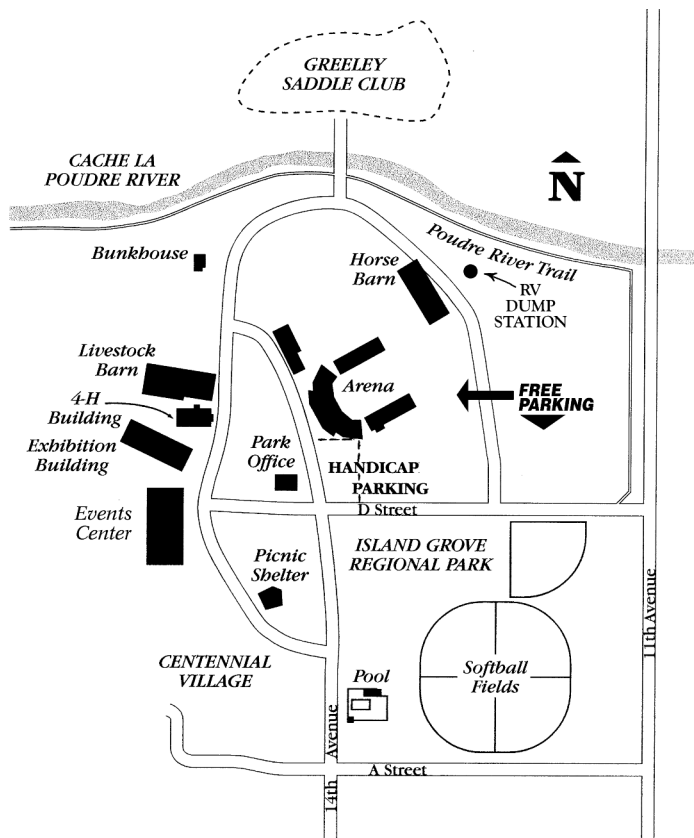 GREELEY
SADDLE CLUB
CACHE LA
POUDRE RIVER
N
Bunkhouse
Horse
Barn
Poudre River Trail
RV
DUMP
STATION
Livestock
Barn
Arena
4-H
Building
FREE
PARKING
Exhibition
Building
Park
Office
HANDICAP
PARKING
Events
Center
D Street
ISLAND GROVE
REGIONAL PARK
Picnic
Shelter
11th Avenue
CENTENNIAL
VILLAGE
Pool
Softball
Fields
14th Avenue
A Street